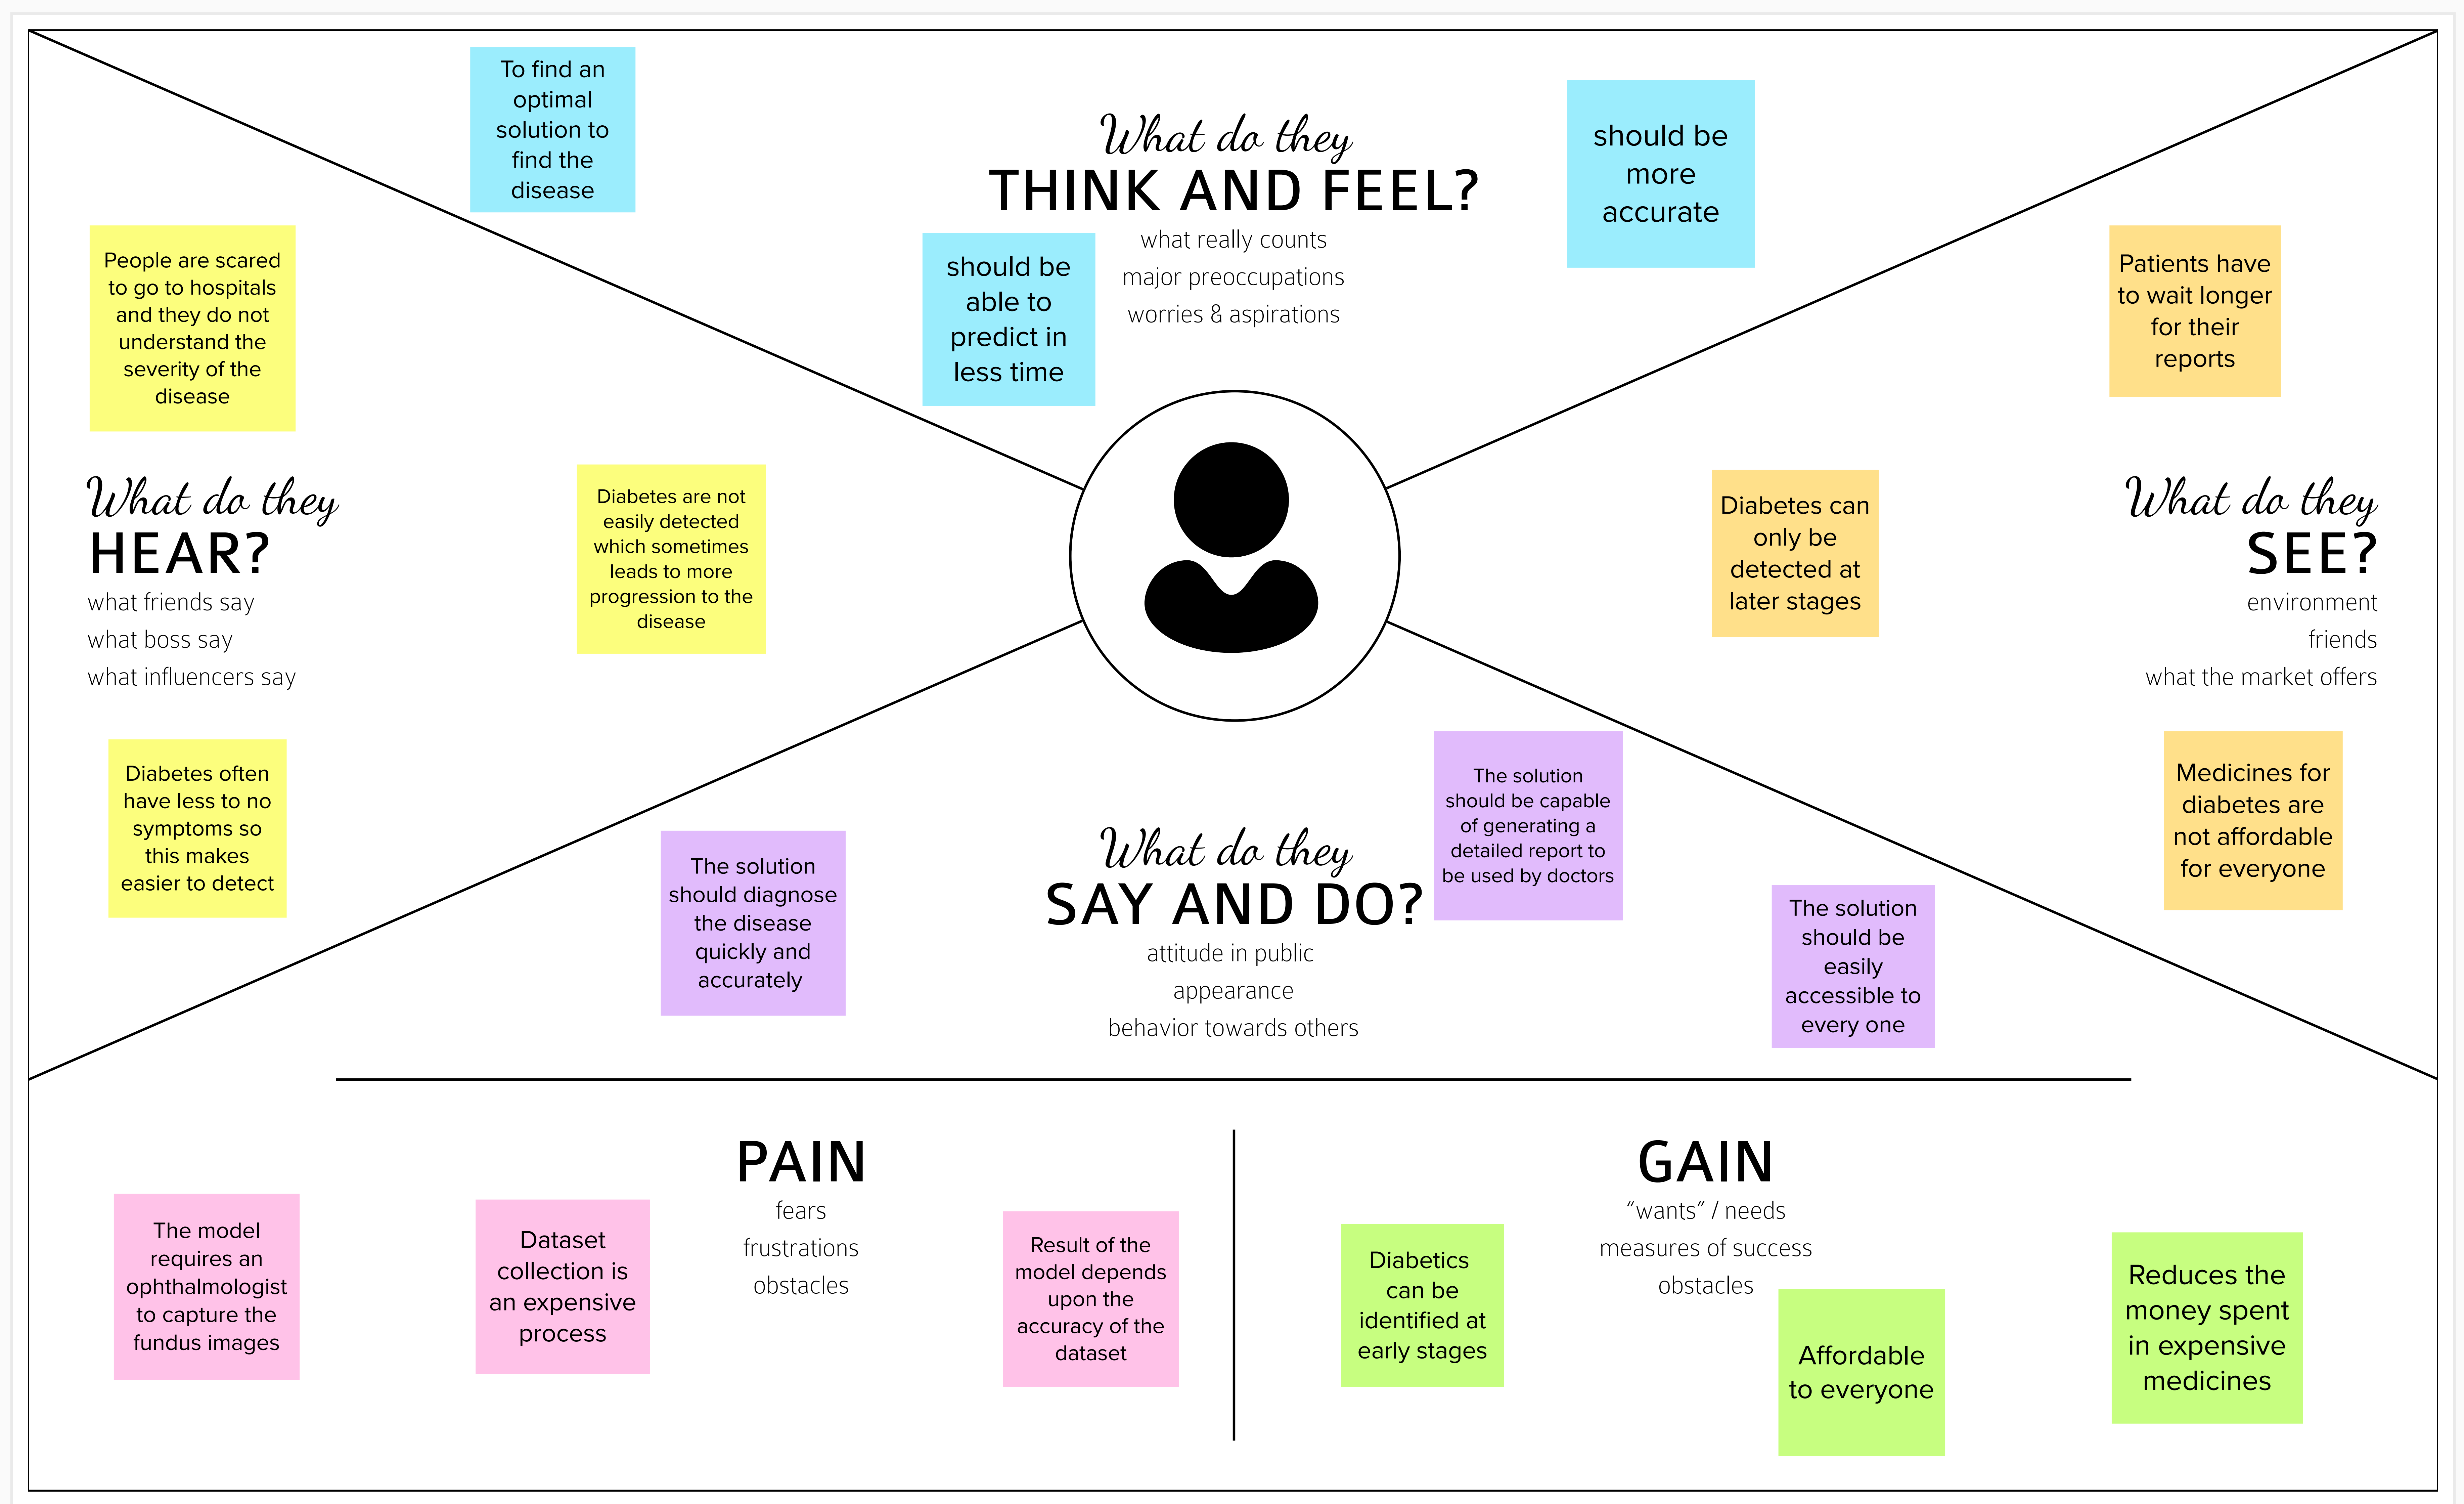 To find an
optimal
solution to
find the
disease
What do they
THINK AND FEEL?
what really counts
major preoccupations
worries & aspirations
should be
able to
predict in
less time
should be
more
accurate
People are scared
to go to hospitals
and they do not
understand the
severity of the
disease
What do they
HEAR?
what friends say
what boss say
what influencers say
Diabetes are not
easily detected
which sometimes
leads to more
progression to the
disease
Diabetes often
have less to no
symptoms so
this makes
easier to detect
Patients have
to wait longer
for their
reports
Diabetes can
only be
detected at
later stages
What do they
SEE?
environment
friends
what the market offers
Medicines for
diabetes are
not affordable
for everyone
The solution
should diagnose
the disease
quickly and
accurately
What do they
SAY AND DO?
attitude in public
appearance
behavior towards others
The solution
should be capable
of generating a
detailed report to
be used by doctors
The solution
should be
easily
accessible to
every one
PAIN
fears
frustrations
obstacles
The model
requires an
ophthalmologist
to capture the
fundus images
Dataset
collection is
an expensive
process
Result of the
model depends
upon the
accuracy of the
dataset
GAIN
“wants” / needs
measures of success
obstacles
Diabetics
can be
identified at
early stages
Affordable
to everyone
Reduces the
money spent
in expensive
medicines